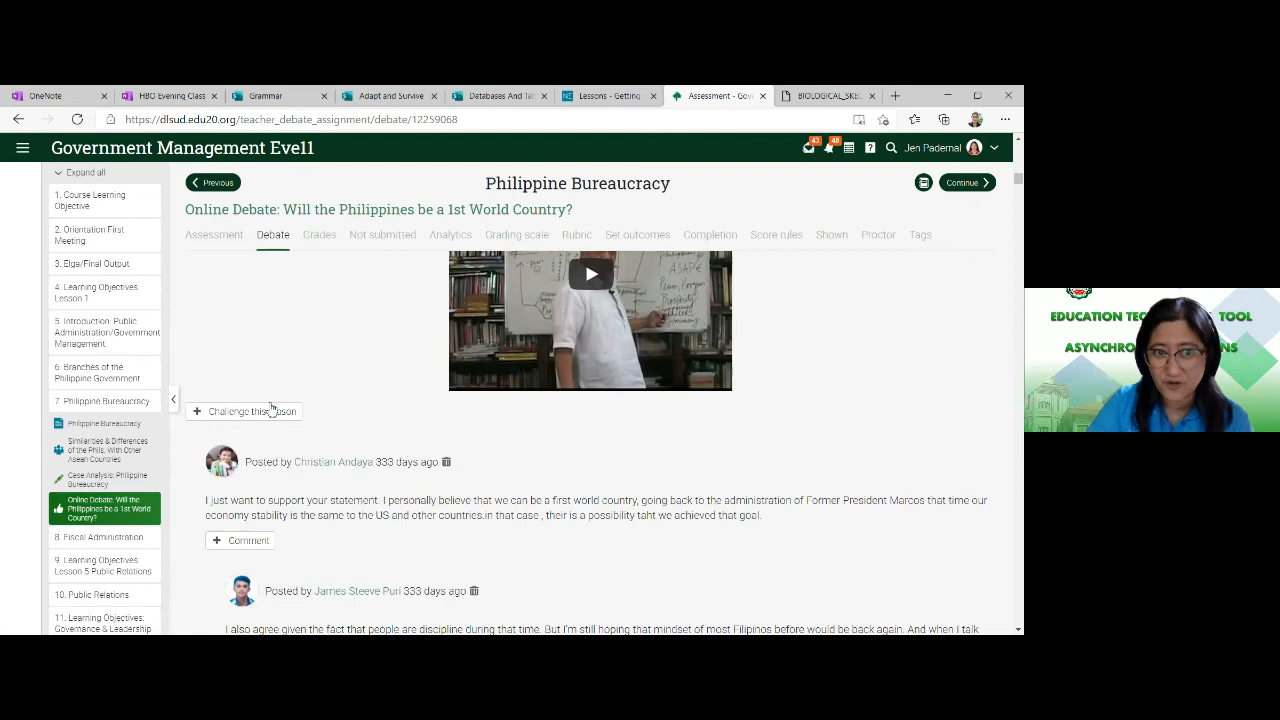 OneNote
HBO Evening Class
Grammar
Adapt and Survive
Databases And Tab
Lessons - Getting
Assessment - Gov
BIOLOGICAL_SKE
https://dlsud.edu20.org/teacher_debate_assignment/debate/12259068
Government Management Eve11
43
48
Jen Padernal
Expand all
1. Course Learning
Objective
2. Orientation First
Meeting
3. Elga/Final Output
4. Learning Objectives
Lesson 1
5. Introduction: Public
Administration/Government
Management
6. Branches of the
Philippine Government
7. Philippine Bureaucracy
Philippine Bureaucracy
Similarities & Differences
of the Phils. With Other
Asean Countries
Case Analysis: Philippine
Bureaucracy
Online Debate: Will the
Philippines be a 1st World
Country?
8. Fiscal Administration
9. Learning Objectives
Lesson 5 Public Relations
10. Public Relations
11. Learning Objectives:
Governance & Leadership
Previous
Philippine Bureaucracy
Continue
Online Debate: Will the Philippines be a 1st World Country?
Assessment
Debate
Grades
Not submitted
Analytics
Grading scale
Rubric
Set outcomes
Completion
Score rules
Shown
Proctor
Tags
+ Challenge this reason
Posted by Christian Andaya 333 days ago
I just want to support your statement. I personally believe that we can be a first world country, going back to the administration of Former President Marcos that time our
economy stability is the same to the US and other countries.in that case , their is a possibility taht we achieved that goal.
+ Comment
Posted by James Steeve Puri 333 days ago
I also agree given the fact that people are discipline during that time. But I'm still hoping that mindset of most Filipinos before would be back again. And when I talk
EDUCATION TEC TOOL
ASYNCHRO NS